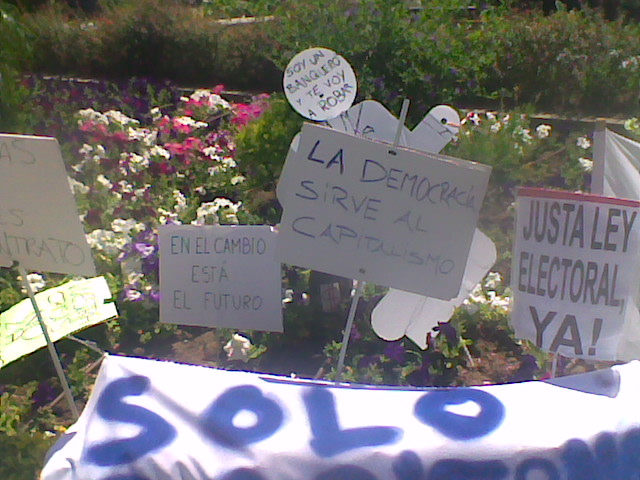 SOY UN
BANQUERO
Y TE VOY
A ROBAR
LA DEMOCRACIA
SIRVE AL
CAPITALISMO
EN EL CAMBIO
ESTÁ
EL FUTURO
JUSTA LEY
ELECTORAL,
YA!
SOLO